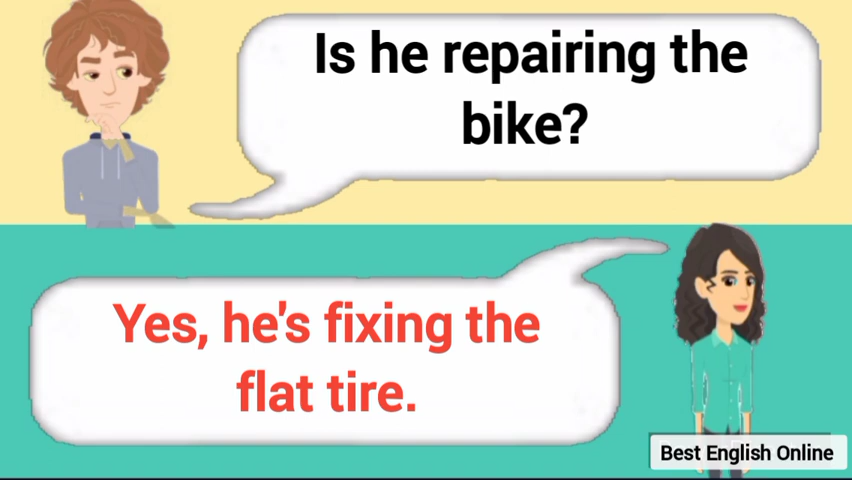 Is he repairing the
bike?
Yes, he's fixing the
flat tire.
Best English Online